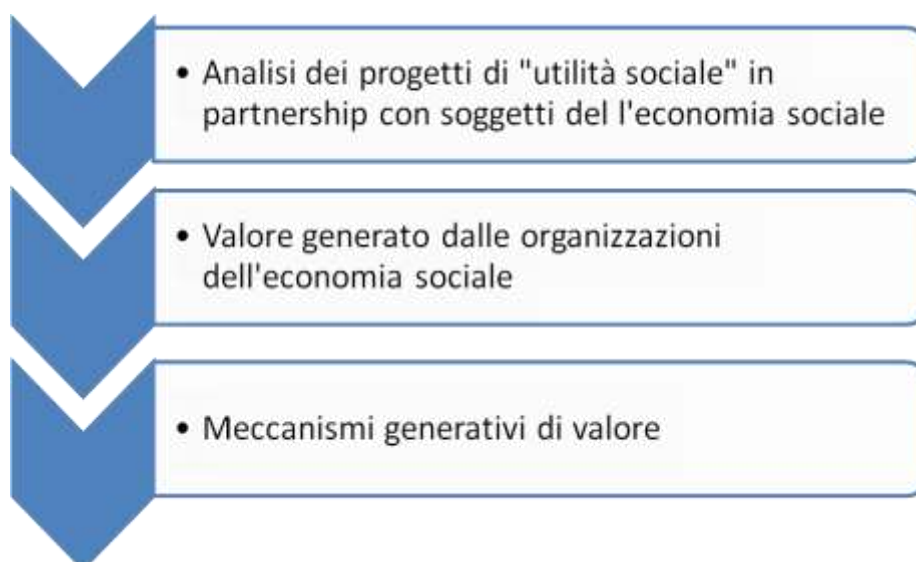 • Analisi dei progetti di "utilità sociale" in
partnership con soggetti del l'economia sociale
• Valore generato dalle organizzazioni
dell'economia sociale
• Meccanismi generativi di valore